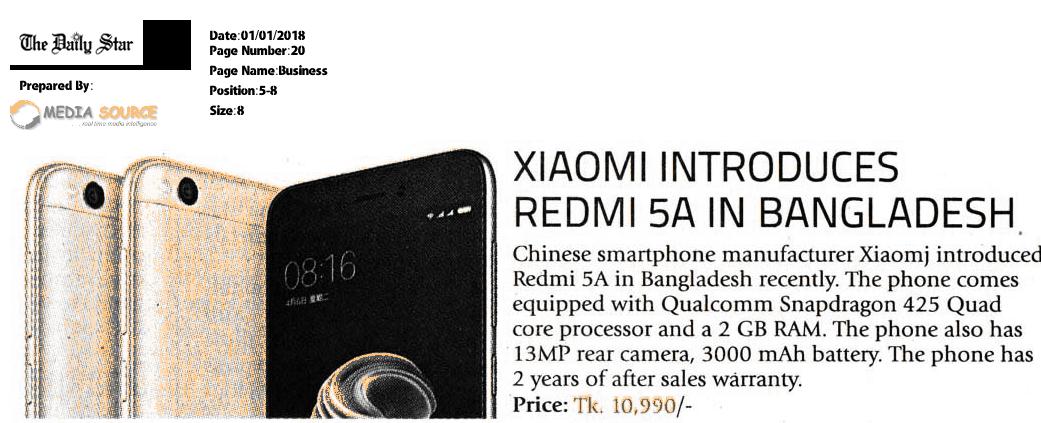 The Daily Star
Date:01/01/2018
Page Number:20
Page Name:Business
Position:5-8
Size:8
Prepared By:
MEDIA SOURCE
real time media intelligence
08:16
XIAOMI INTRODUCES
REDMI 5A IN BANGLADESH
Chinese smartphone manufacturer Xiaomj introduced
Redmi 5A in Bangladesh recently. The phone comes
equipped with Qualcomm Snapdragon 425 Quad
core processor and a 2 GB RAM. The phone also has
13MP rear camera, 3000 mAh battery. The phone has
2 years of after sales warranty.
Price: Tk. 10,990/-